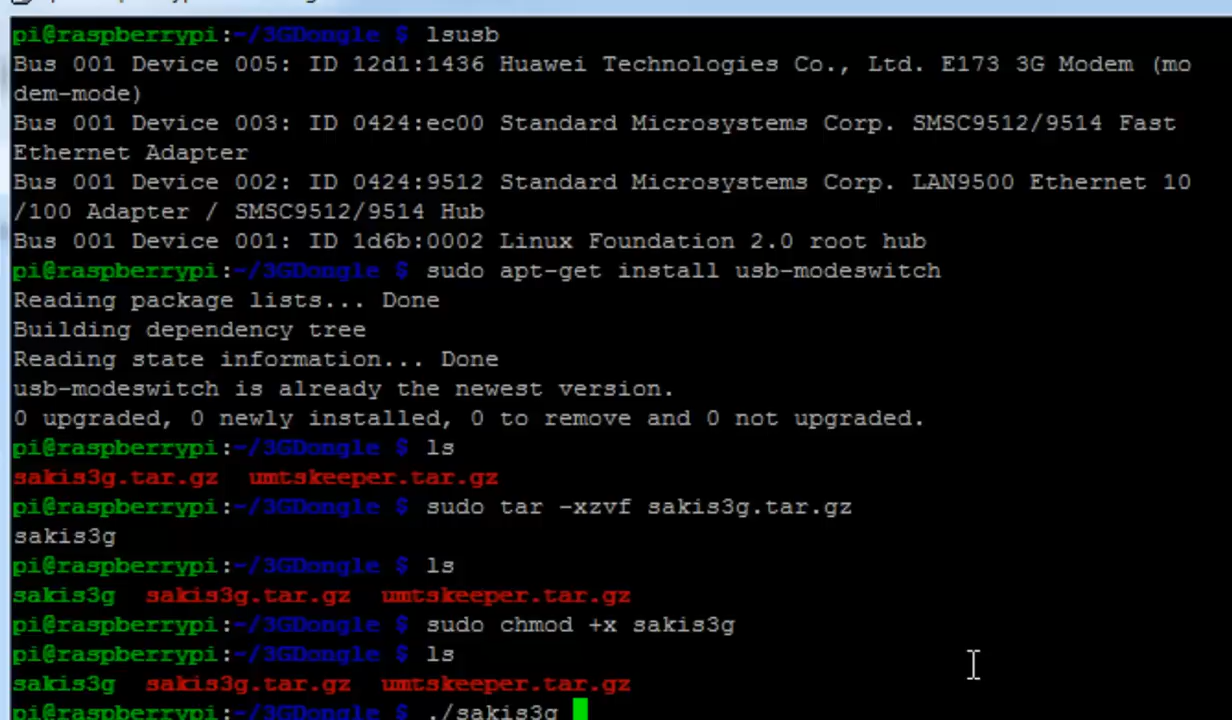 pi@raspberrypi:~/3GDongle $ lsusb
Bus 001 Device 005: ID 12d1:1436 Huawei Technologies Co., Ltd. E173 3G Modem (mo
dem-mode)
Bus 001 Device 003: ID 0424:ec00 Standard Microsystems Corp. SMSC9512/9514 Fast
Ethernet Adapter
Bus 001 Device 002: ID 0424:9512 Standard Microsystems Corp. LAN9500 Ethernet 10
/100 Adapter / SMSC9512/9514 Hub
Bus 001 Device 001: ID 1d6b:0002 Linux Foundation 2.0 root hub
pi@raspberrypi:~/3GDongle $ sudo apt-get install usb-modeswitch
Reading package lists... Done
Building dependency tree
Reading state information... Done
usb-modeswitch is already the newest version.
0 upgraded, 0 newly installed, 0 to remove and 0 not upgraded.
pi@raspberrypi:~/3GDongle $ ls
sakis3g.tar.gz  umtskeeper.tar.gz
pi@raspberrypi:~/3GDongle $ sudo tar -xzvf sakis3g.tar.gz
sakis3g
pi@raspberrypi:~/3GDongle $ ls
sakis3g  sakis3g.tar.gz  umtskeeper.tar.gz
pi@raspberrypi:~/3GDongle $ sudo chmod +x sakis3g
pi@raspberrypi:~/3GDongle $ ls
sakis3g  sakis3g.tar.gz  umtskeeper.tar.gz
pi@raspberrypi:~/3GDongle $ ./sakis3g